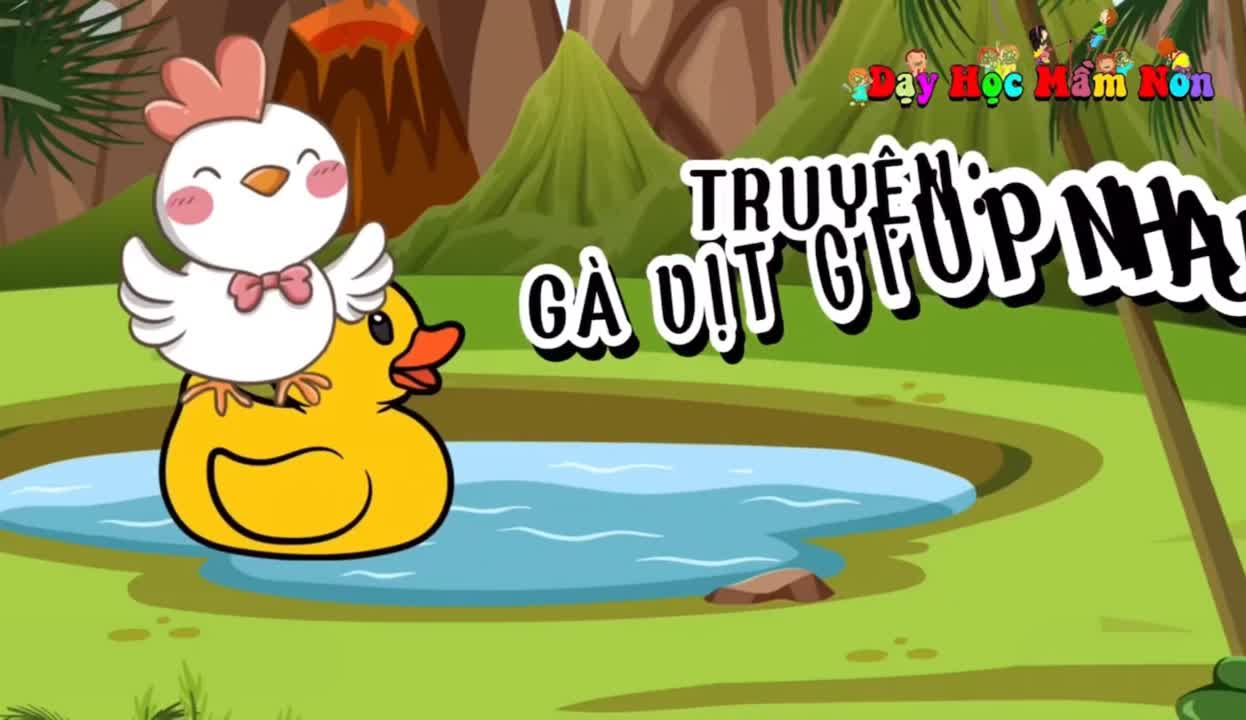 Dạy Học Mầm Non
TRUYỆN:
GÀ VỊT GIÚP NHAU